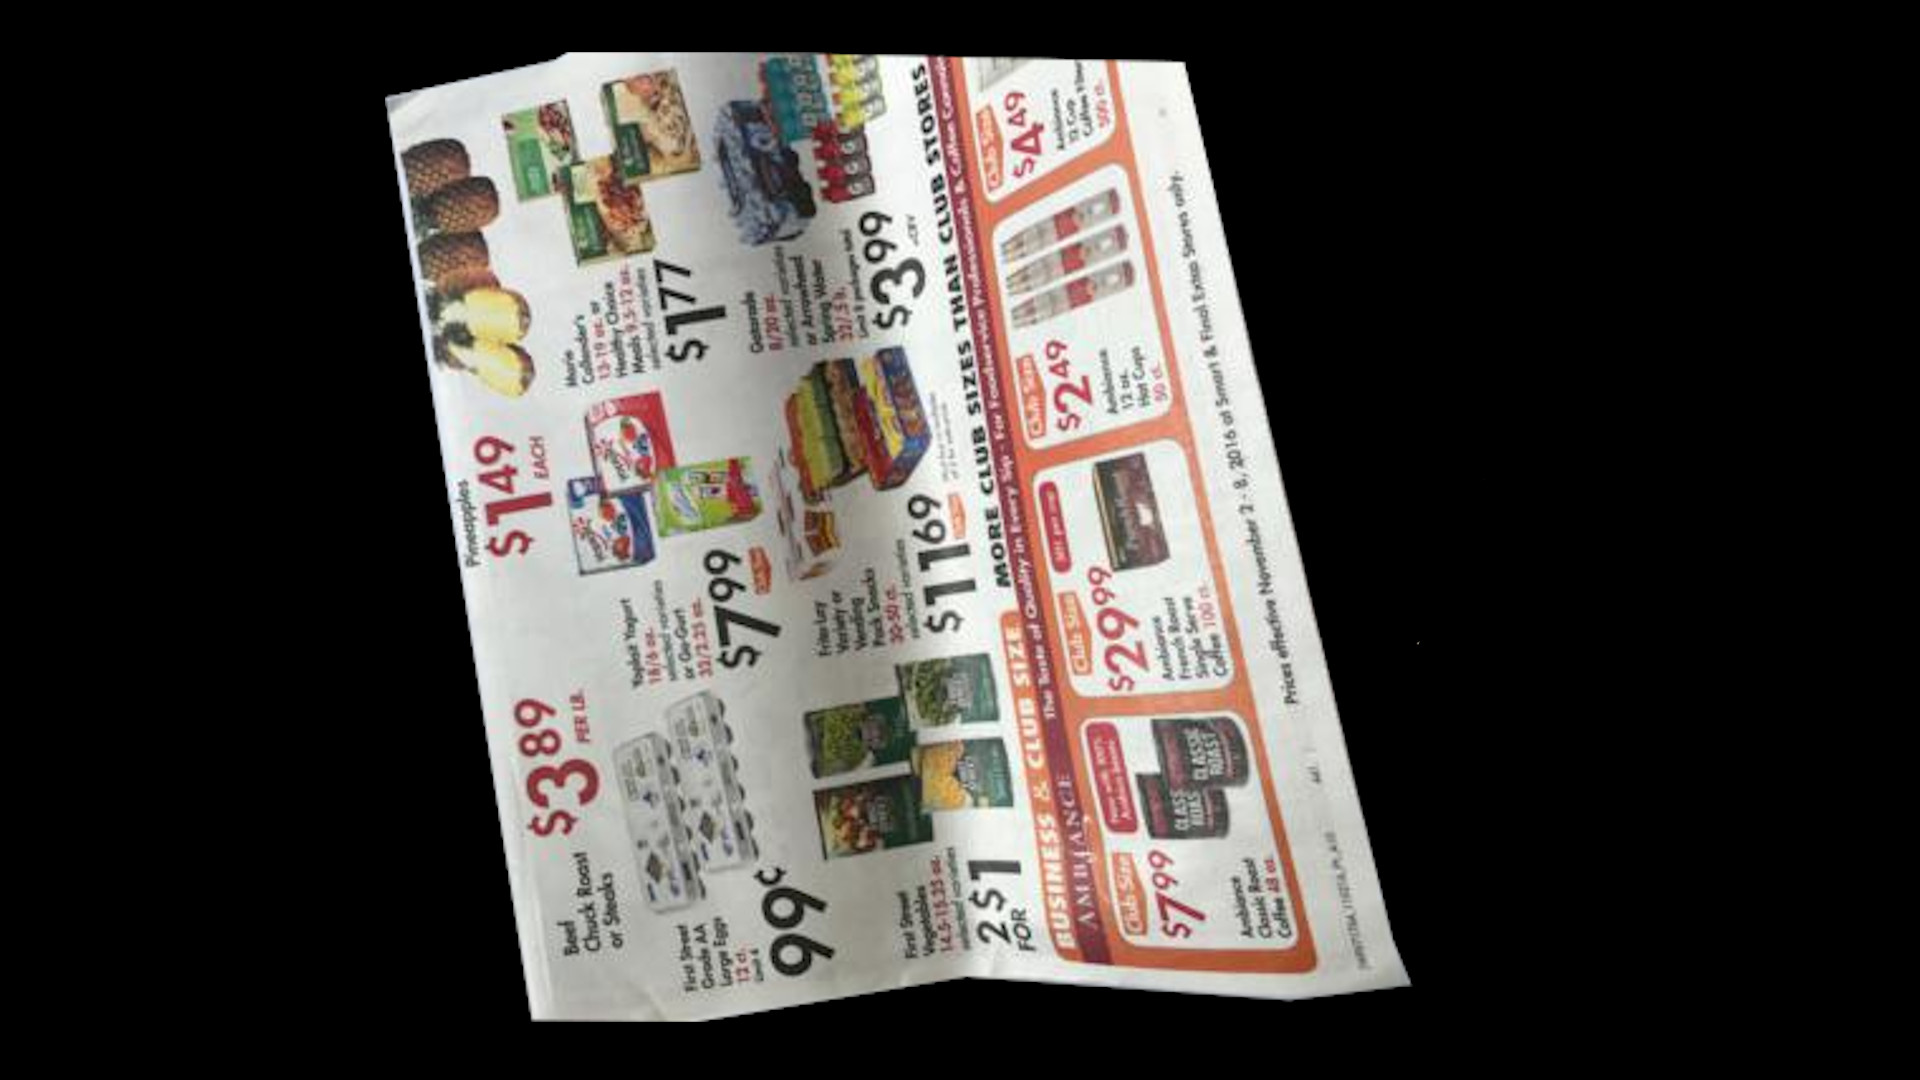 Beef
Chuck Roast
or Steaks
$3.89
PER LB.
Pineapples
$1.49
EACH
First Street
Grade AA
Large Eggs
12 ct.
Limit 4
99¢
Yoplait Yogurt
18/6 oz.
selected varieties
or Go-Gurt
32/2.25 oz.
$7.99
Marie
Callender's
13-19 oz. or
Healthy Choice
Meals 9.5-12 oz.
selected varieties
$1.77
First Street
Vegetables
14.5-15.25 oz.
selected varieties
2 FOR $1
Frito-Lay
Variety or
Vending
Pack Snacks
30-50 ct.
selected varieties
$11.69
Gatorade
8/20 oz.
selected varieties
or Arrowhead
Spring Water
32/.5 lt.
$3.99
+CRV
BUSINESS & CLUB SIZE
MORE CLUB SIZES THAN CLUB STORES
AMBIANCE
The Taste of Quality in Every Sip - For Foodservice Professionals & Coffee
Club Size
$7.99
CLASSIC
ROAST
Ambiance
Classic Roast
Coffee 48 oz.
Club Size
$29.99
Ambiance
French Roast
Single Serve
Coffee 100 ct.
Club Size
$2.49
Ambiance
12 oz.
Hot Cups
50 ct.
Club Size
$4.49
Ambiance
12 Cup
Coffee
500 ct.
Prices effective November 2 - 8, 2016 at Smart & Final Extra Stores only.